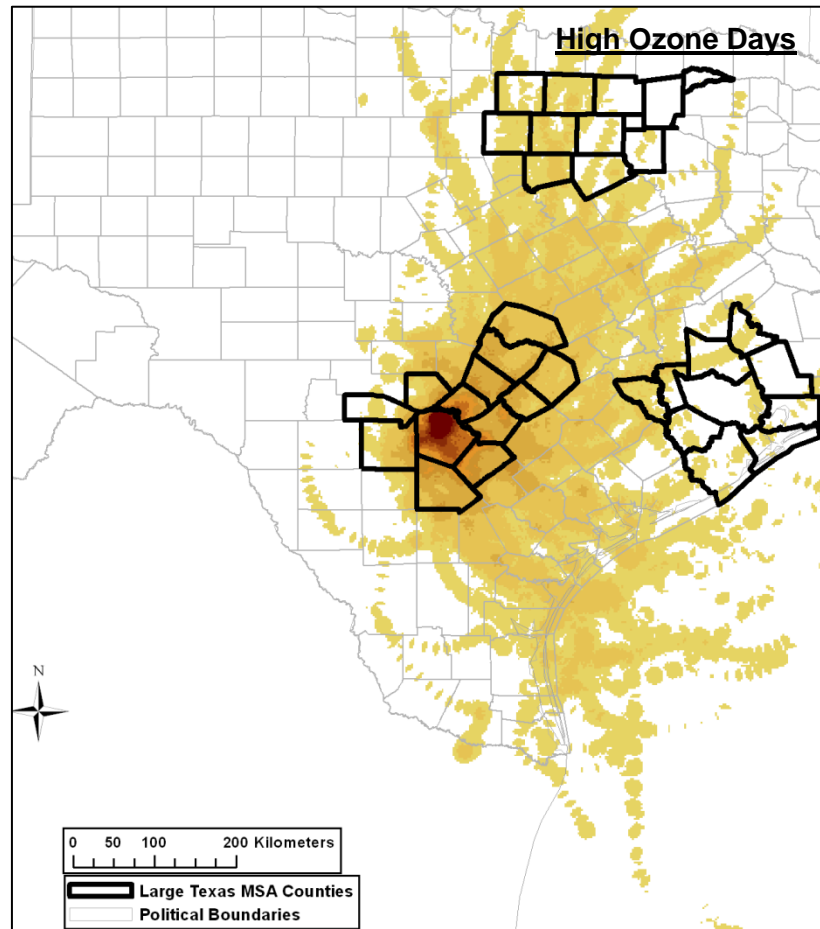 High Ozone Days
N
0 50 100 200 Kilometers
Large Texas MSA Counties
Political Boundaries